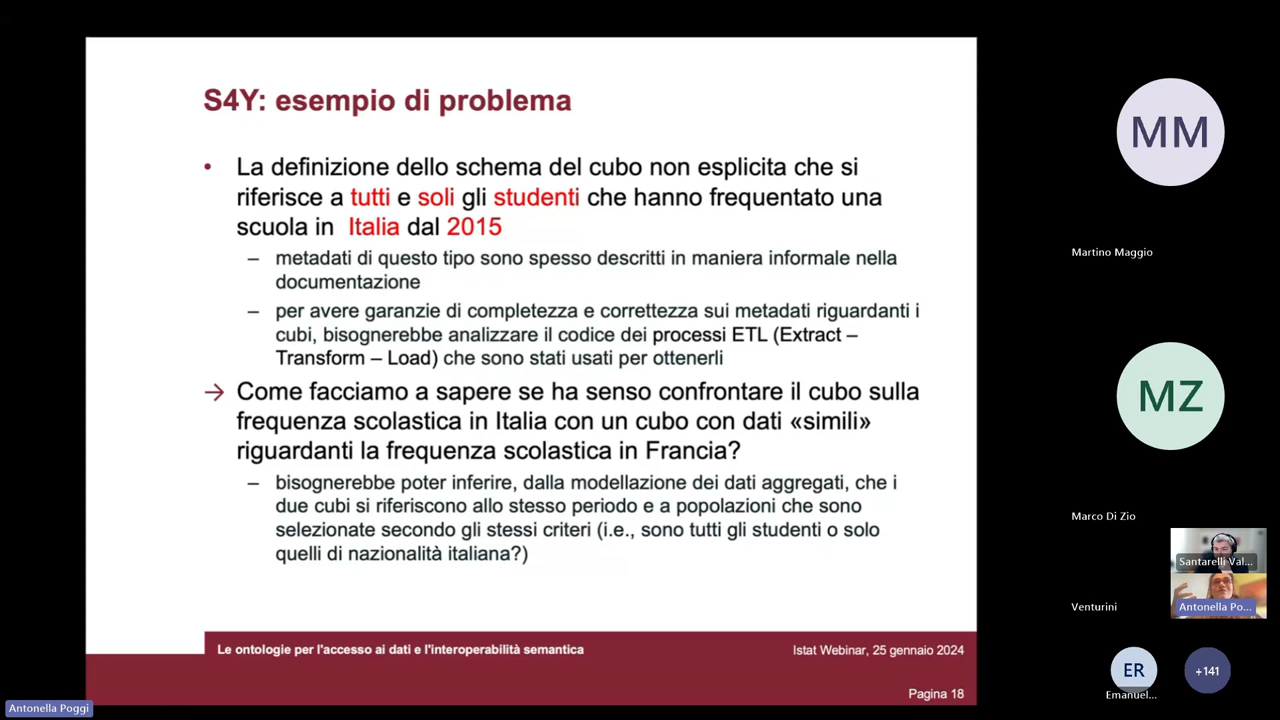 S4Y: esempio di problema
• La definizione dello schema del cubo non esplicita che si
riferisce a tutti e soli gli studenti che hanno frequentato una
scuola in Italia dal 2015
– metadati di questo tipo sono spesso descritti in maniera informale nella
documentazione
– per avere garanzie di completezza e correttezza sui metadati riguardanti i
cubi, bisognerebbe analizzare il codice dei processi ETL (Extract –
Transform – Load) che sono stati usati per ottenerli
→ Come facciamo a sapere se ha senso confrontare il cubo sulla
frequenza scolastica in Italia con un cubo con dati «simili»
riguardanti la frequenza scolastica in Francia?
– bisognerebbe poter inferire, dalla modellazione dei dati aggregati, che i
due cubi si riferiscono allo stesso periodo e a popolazioni che sono
selezionate secondo gli stessi criteri (i.e., sono tutti gli studenti o solo
quelli di nazionalità italiana?)
Le ontologie per l'accesso ai dati e l'interoperabilità semantica
Istat Webinar, 25 gennaio 2024
Pagina 18
Antonella Poggi
MM
Martino Maggio
MZ
Marco Di Zio
Santarelli Val...
Venturini
Antonella Po...
ER
+141
Emanuel...